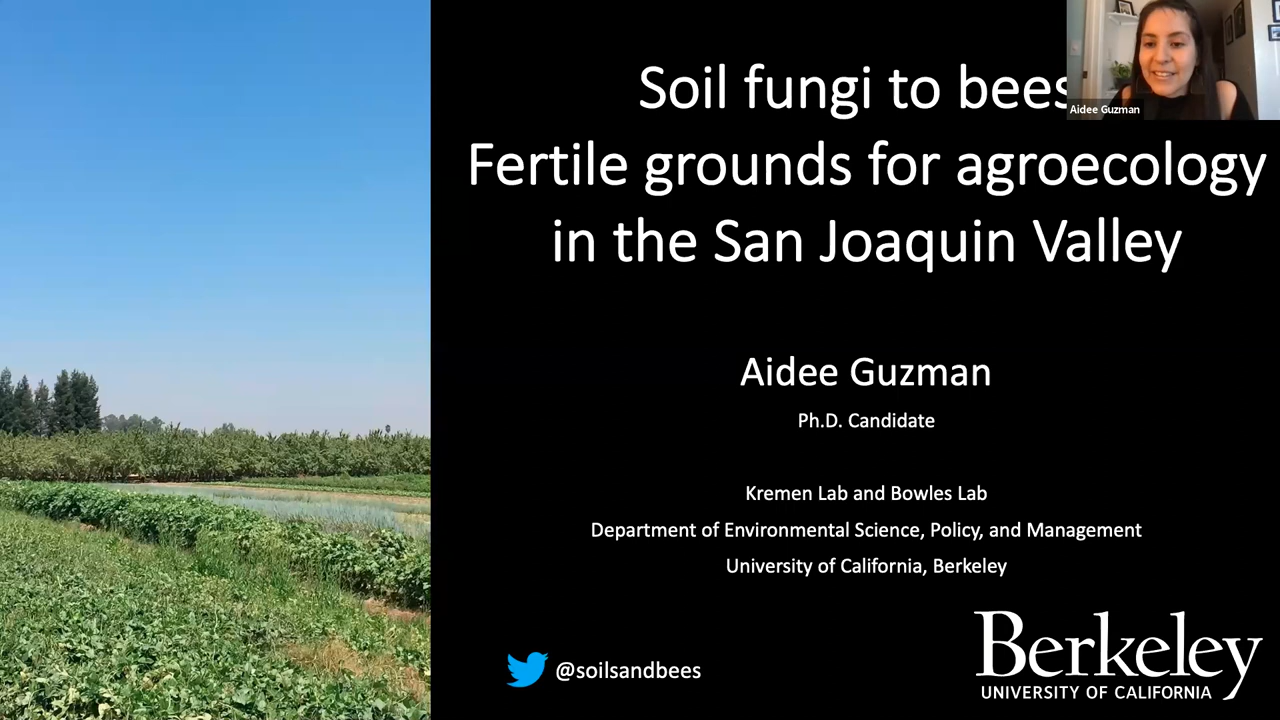 Soil fungi to bees
Aidee Guzman
Fertile grounds for agroecology
in the San Joaquin Valley
Aidee Guzman
Ph.D. Candidate
Kremen Lab and Bowles Lab
Department of Environmental Science, Policy, and Management
University of California, Berkeley
@soilsandbees
Berkeley
UNIVERSITY OF CALIFORNIA